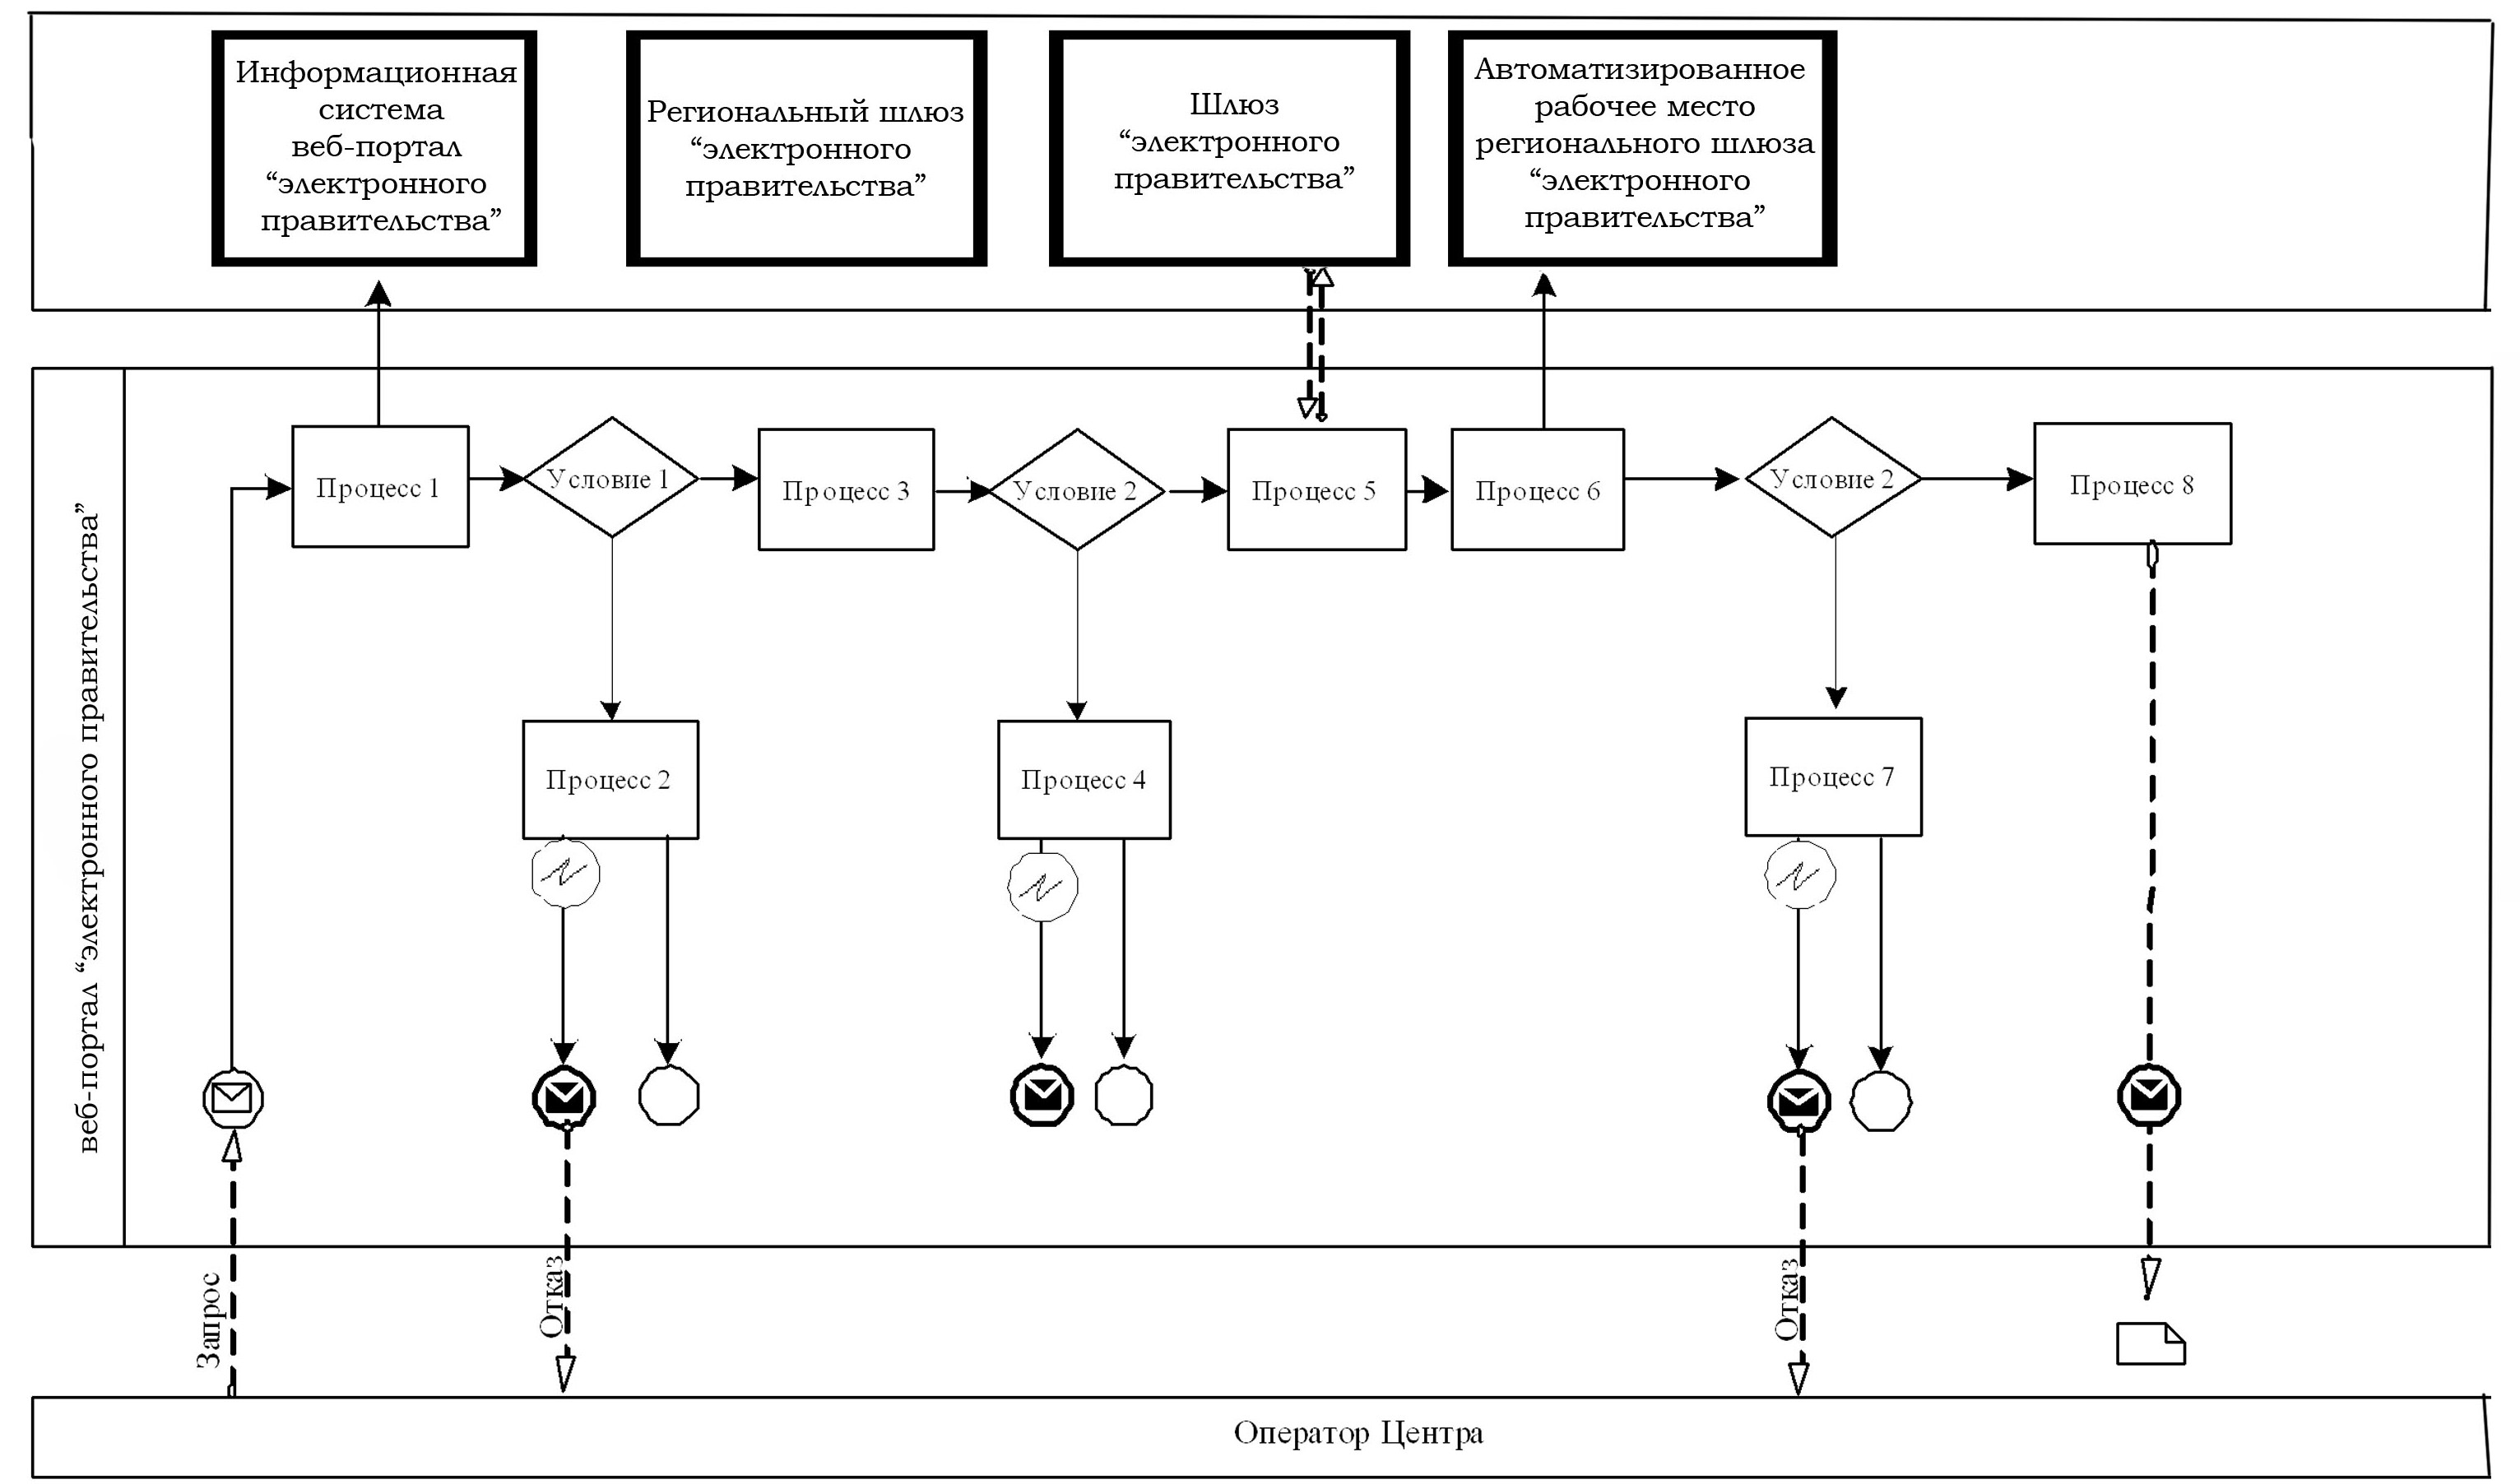 Информационная
система
веб-портал
“электронного
правительства”
Региональный шлюз
“электронного
правительства”
Шлюз
“электронного
правительства”
Автоматизированное
рабочее место
регионального шлюза
“электронного
правительства”
веб-портал “электронного правительства”
Процесс 1
Условие 1
Процесс 3
Условие 2
Процесс 5
Процесс 6
Условие 2
Процесс 8
Процесс 2
Процесс 4
Процесс 7
Запрос
Отказ
Отказ
Оператор Центра